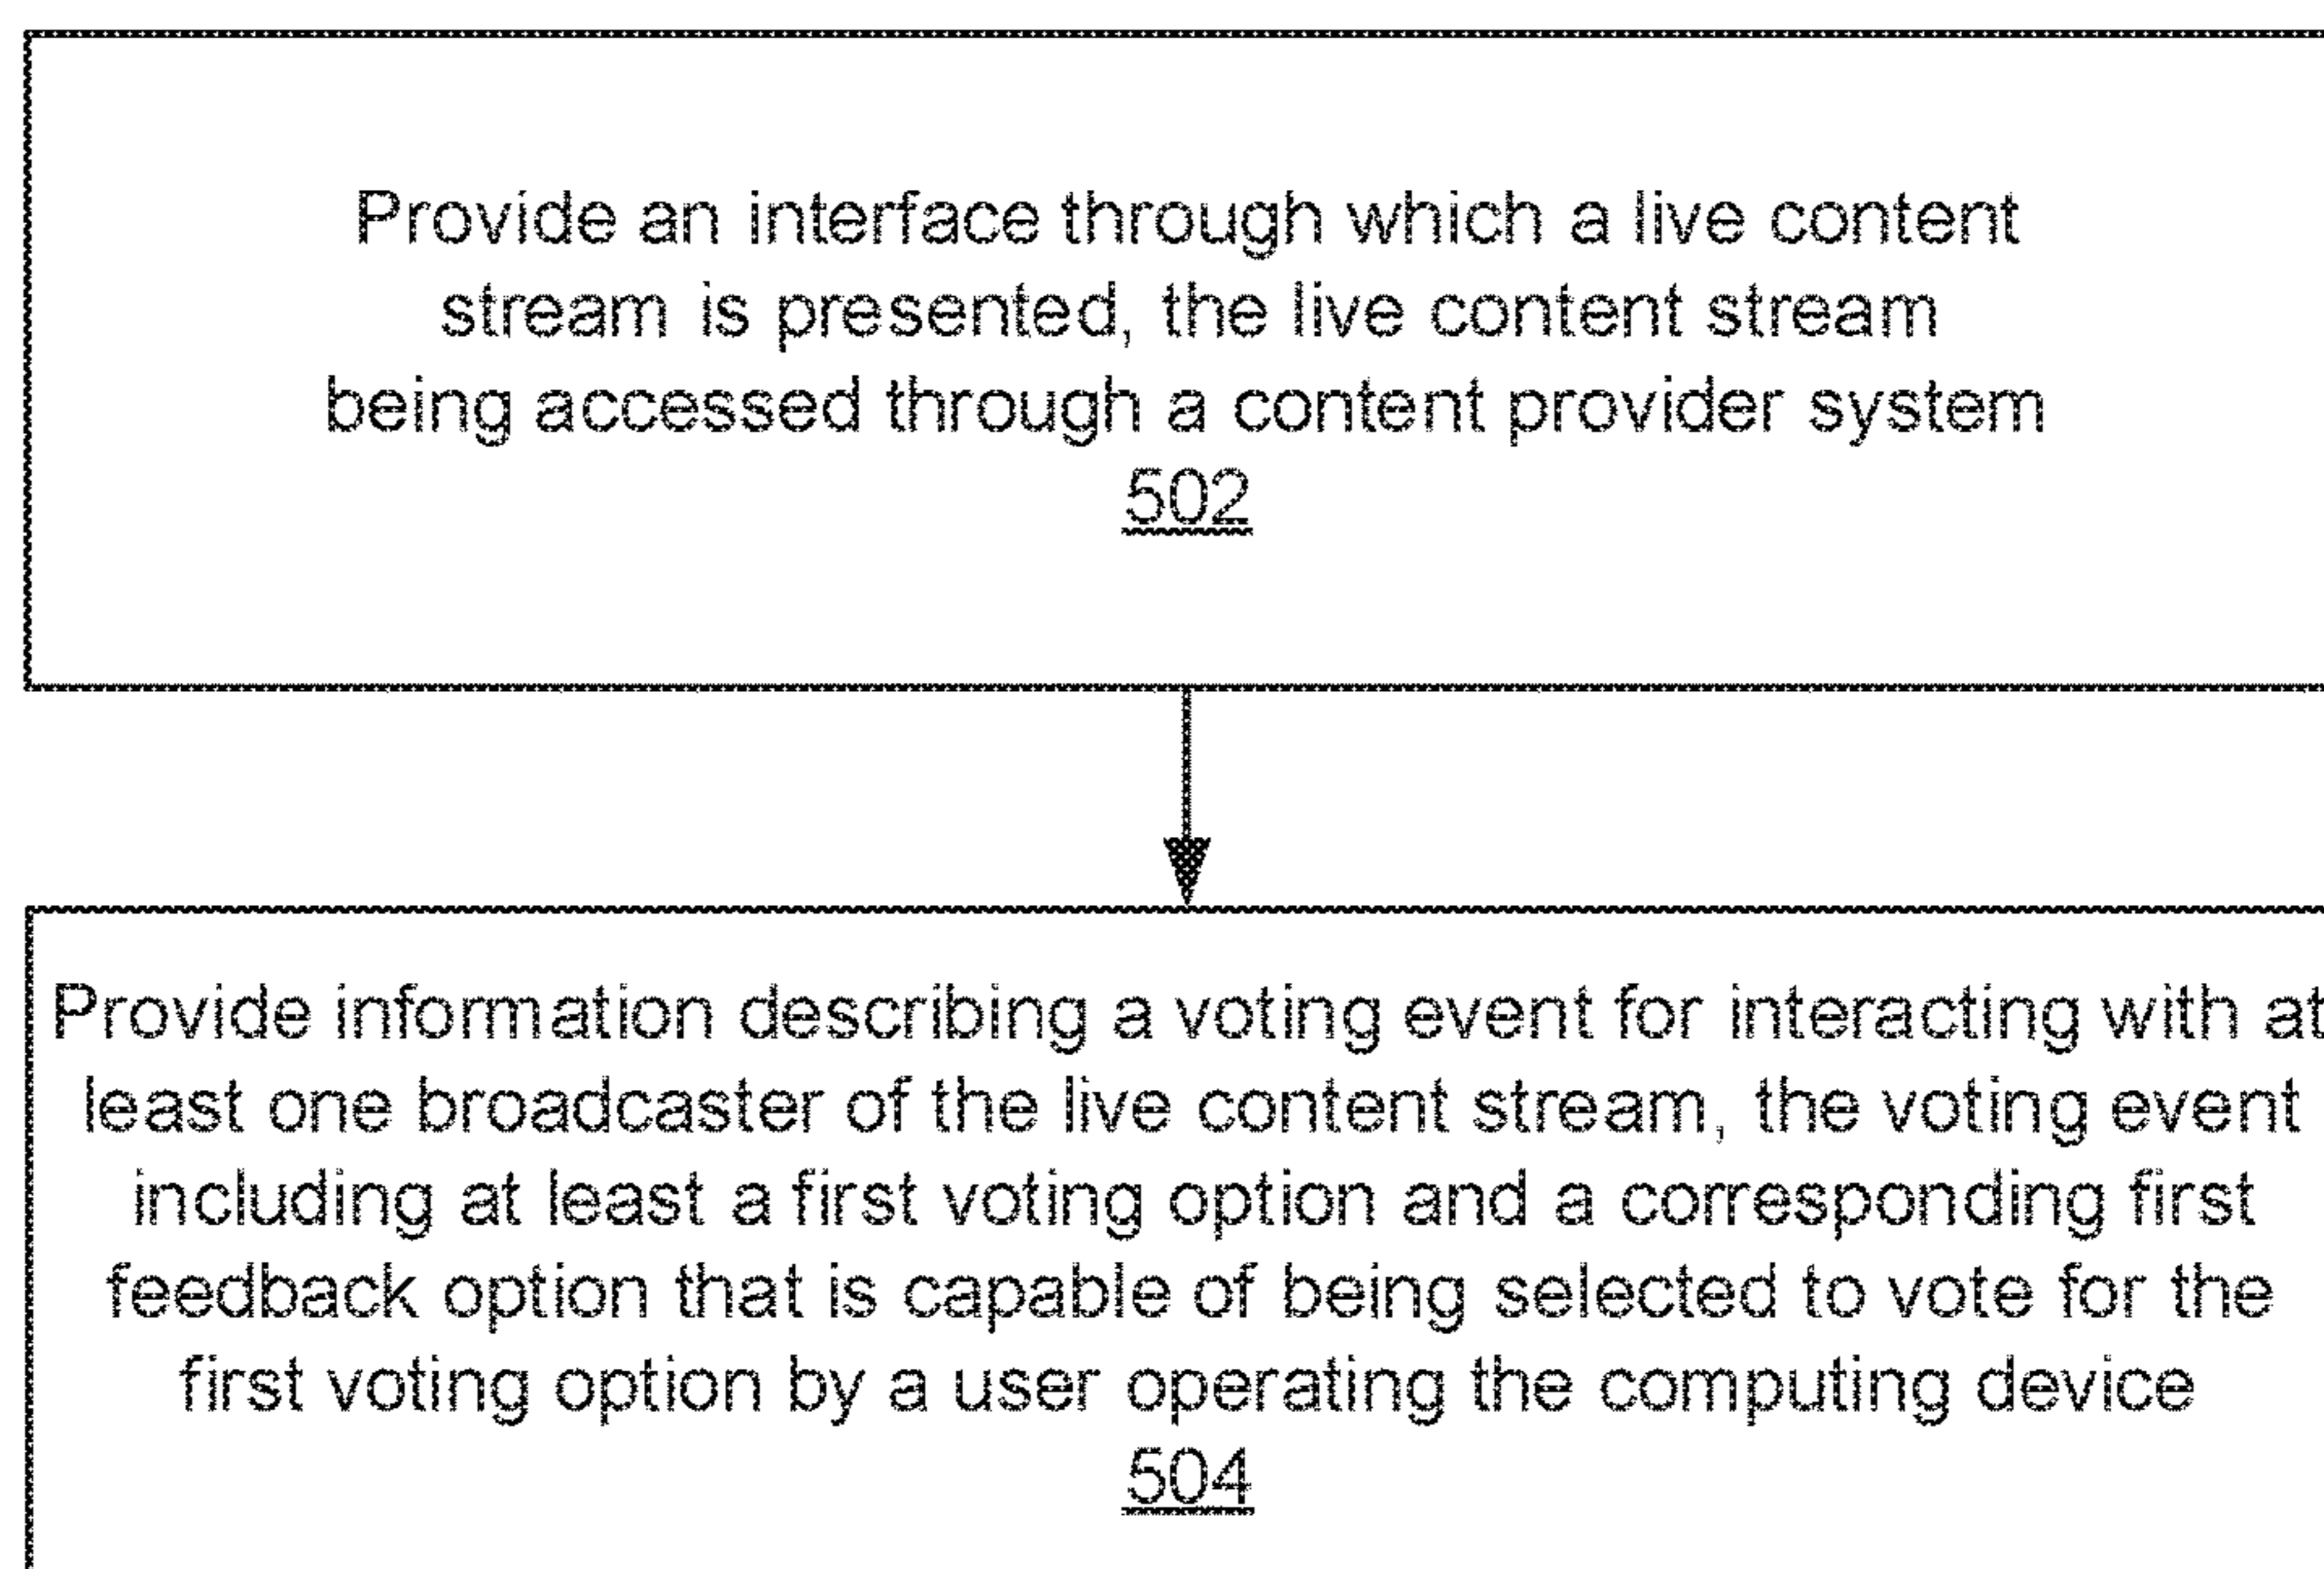 Provide an interface through which a live content
stream is presented, the live content stream
being accessed through a content provider system
502
Provide information describing a voting event for interacting with at
least one broadcaster of the live content stream, the voting event
including at least a first voting option and a corresponding first
feedback option that is capable of being selected to vote for the
first voting option by a user operating the computing device
504